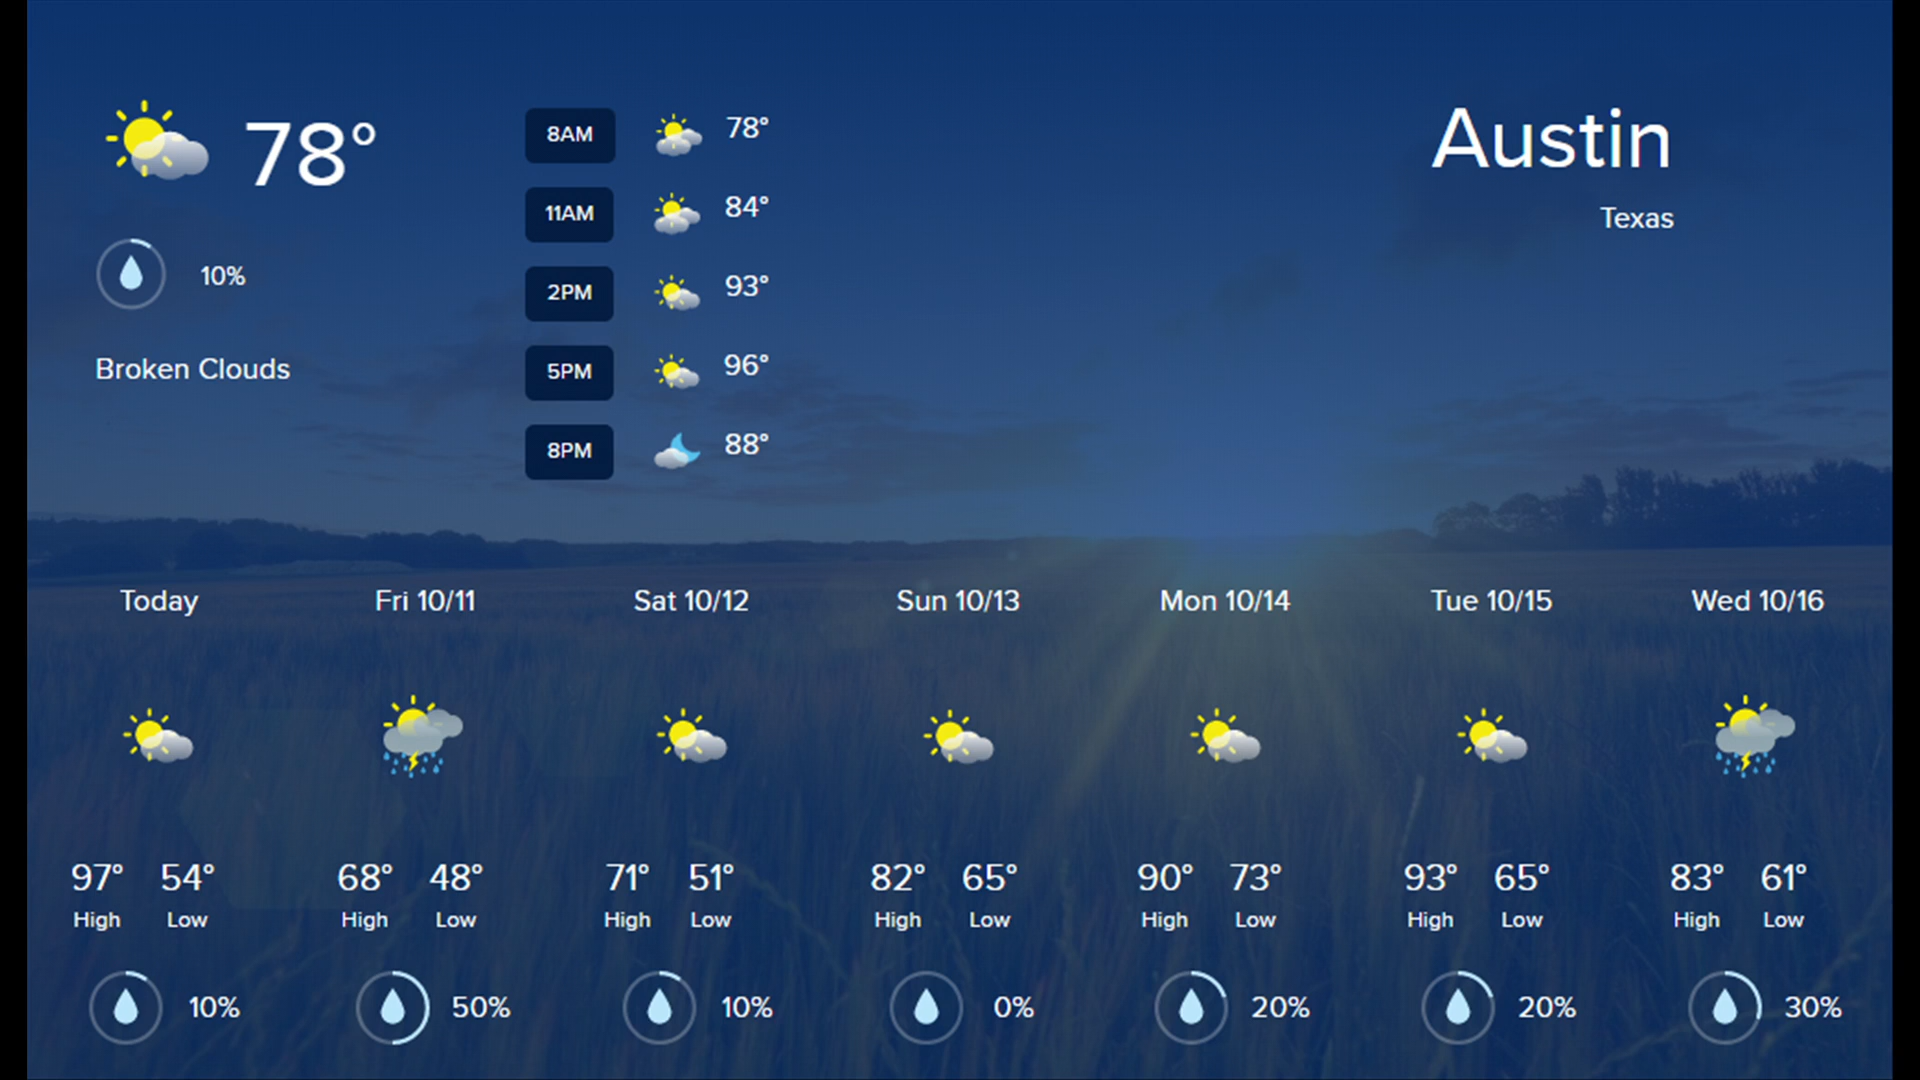 78°
10%
Broken Clouds
8AM 78°
11AM 84°
2PM 93°
5PM 96°
8PM 88°
Austin
Texas
Today Fri 10/11 Sat 10/12 Sun 10/13 Mon 10/14 Tue 10/15 Wed 10/16
97° 54° 68° 48° 71° 51° 82° 65° 90° 73° 93° 65° 83° 61°
High Low High Low High Low High Low High Low High Low High Low
10% 50% 10% 0% 20% 20% 30%